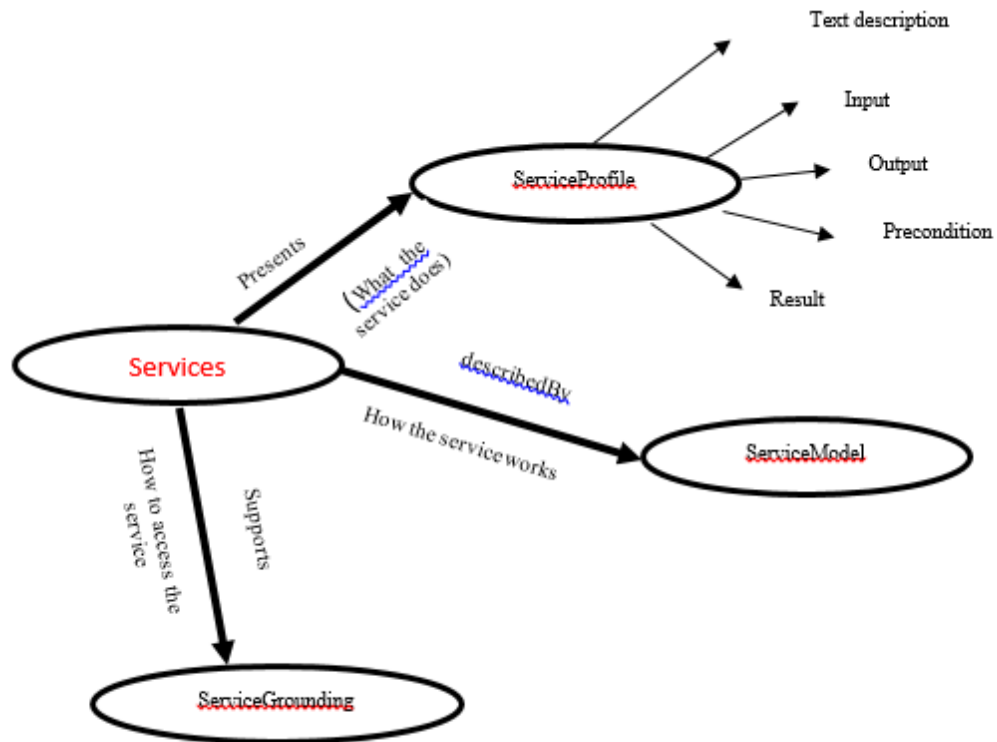 Text description
Input
ServiceProfile
Output
Precondition
Presents
(What the
service does)
Result
Services
describedBy
How the service works
ServiceModel
How to access the
service
Supports
ServiceGrounding